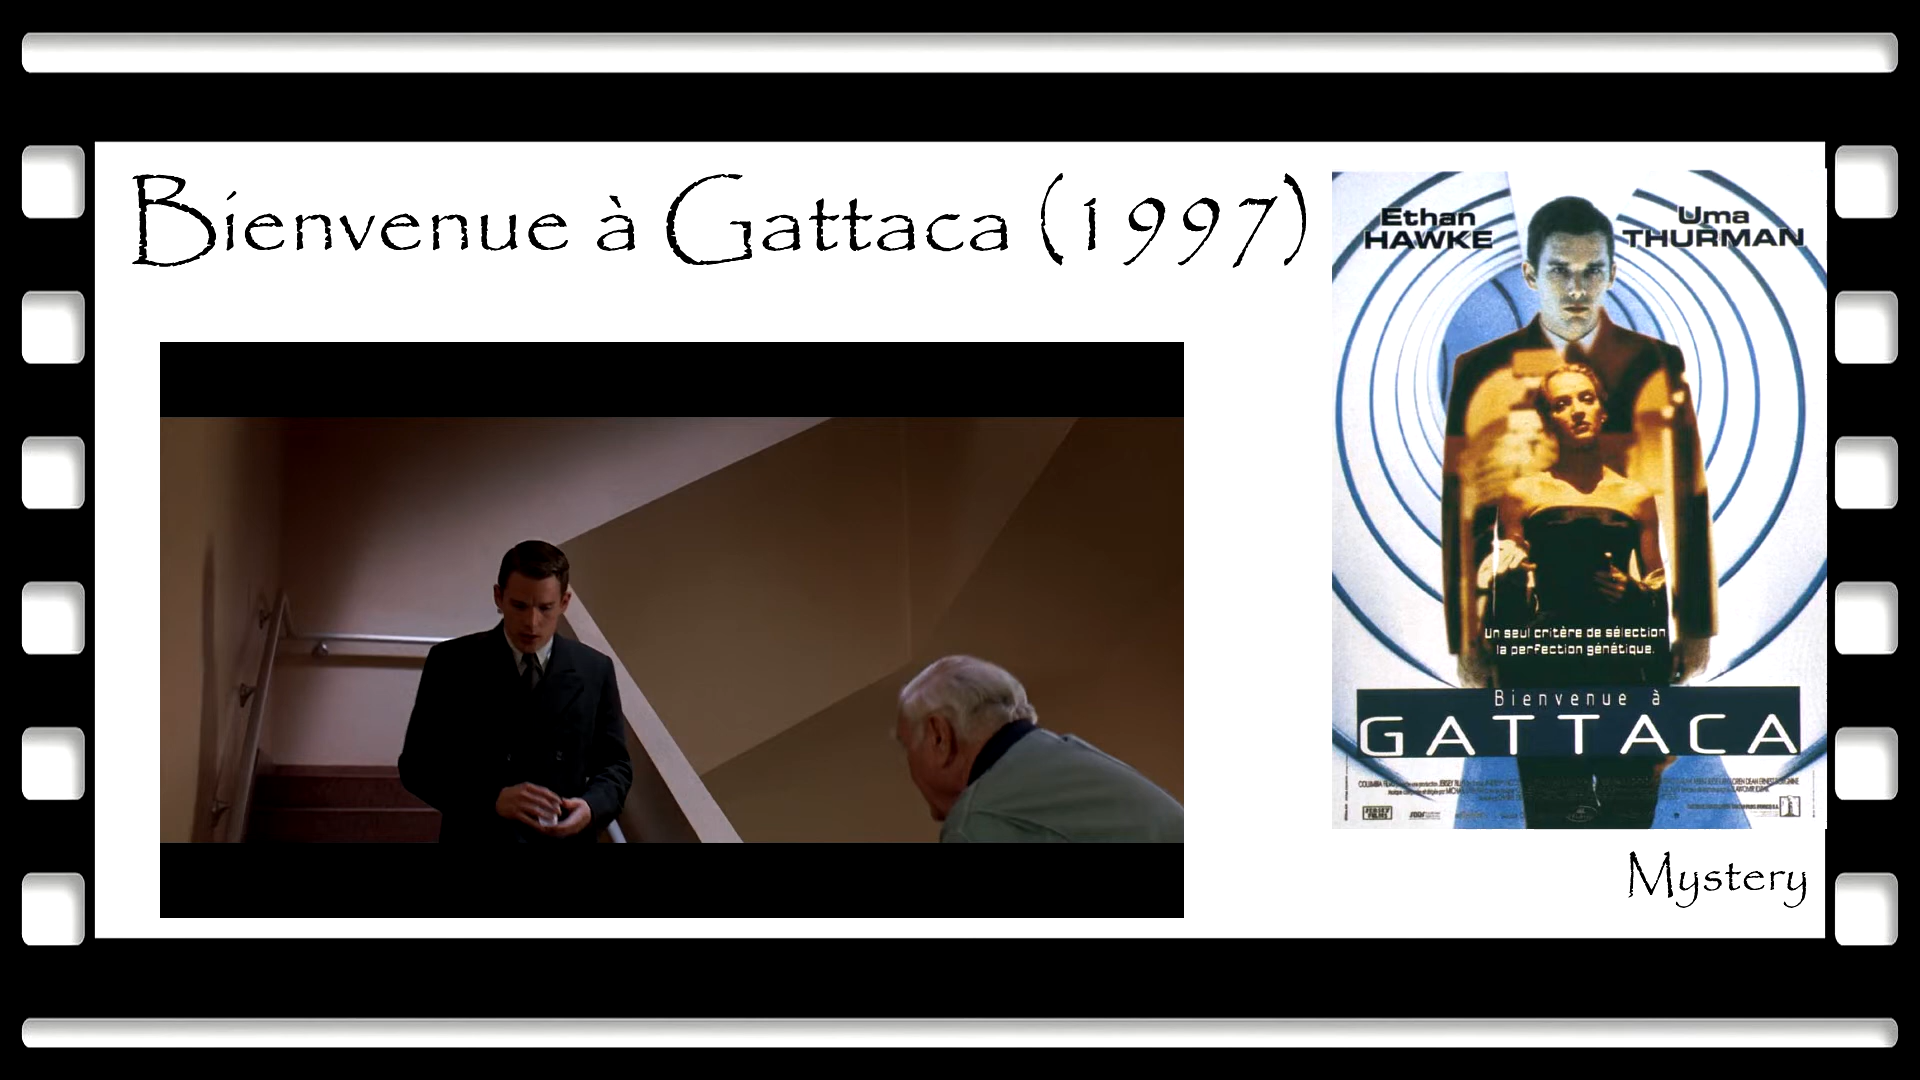 Bienvenue à Gattaca (1997)
Ethan
HAWKE
Uma
THURMAN
Un seul critère de sélection
la perfection génétique.
Bienvenue à
GATTACA
Mystery